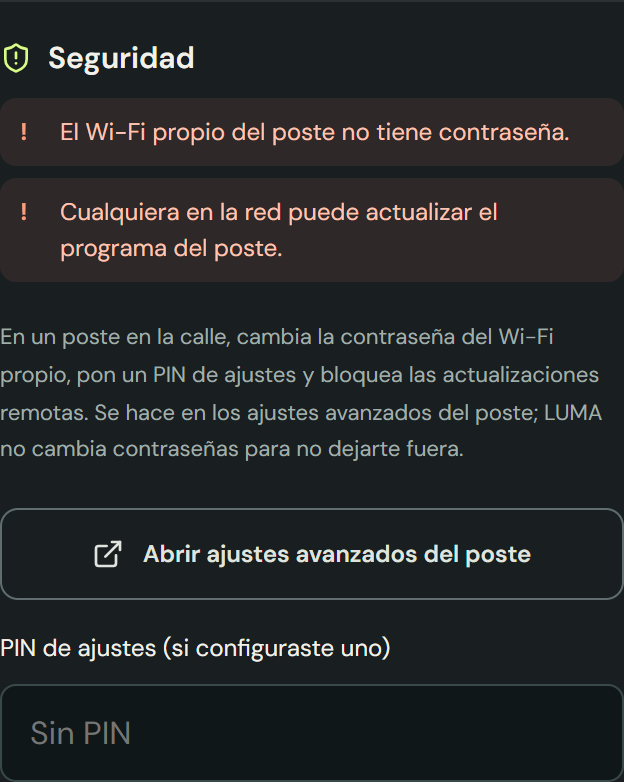 Seguridad
! El Wi-Fi propio del poste no tiene contraseña.
! Cualquiera en la red puede actualizar el
programa del poste.
En un poste en la calle, cambia la contraseña del Wi-Fi
propio, pon un PIN de ajustes y bloquea las actualizaciones
remotas. Se hace en los ajustes avanzados del poste; LUMA
no cambia contraseñas para no dejarte fuera.
Abrir ajustes avanzados del poste
PIN de ajustes (si configuraste uno)
Sin PIN